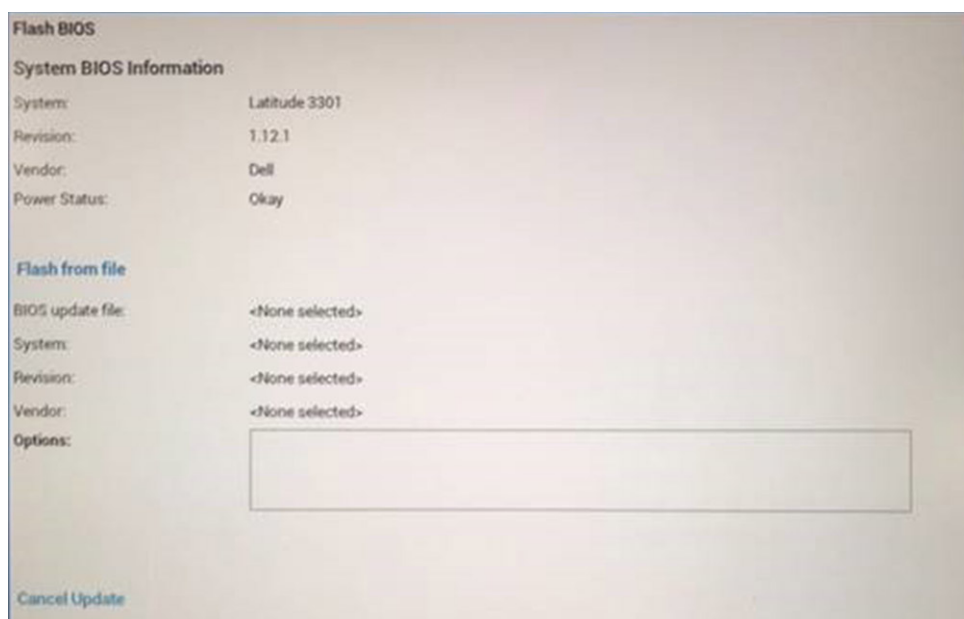 Flash BIOS
System BIOS Information
System: Latitude 3301
Revision: 1.12.1
Vendor: Dell
Power Status: Okay
Flash from file
BIOS update file: <None selected>
System: <None selected>
Revision: <None selected>
Vendor: <None selected>
Options:
Cancel Update